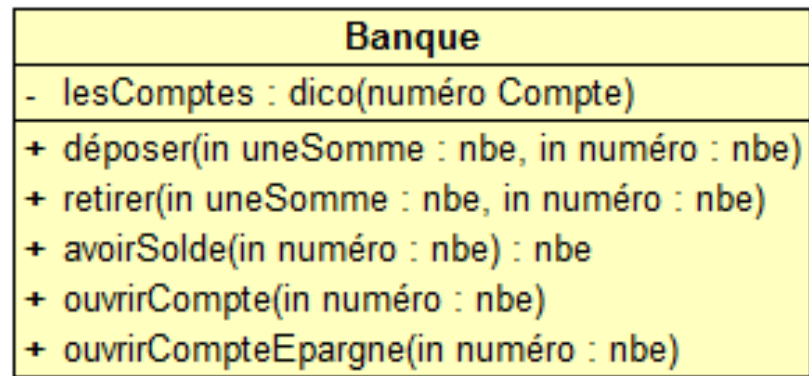 Banque
- lesComptes : dico(numéro Compte)
+ déposer(in uneSomme : nbe, in numéro : nbe)
+ retirer(in uneSomme : nbe, in numéro : nbe)
+ avoirSolde(in numéro : nbe) : nbe
+ ouvrirCompte(in numéro : nbe)
+ ouvrirCompteEpargne(in numéro : nbe)